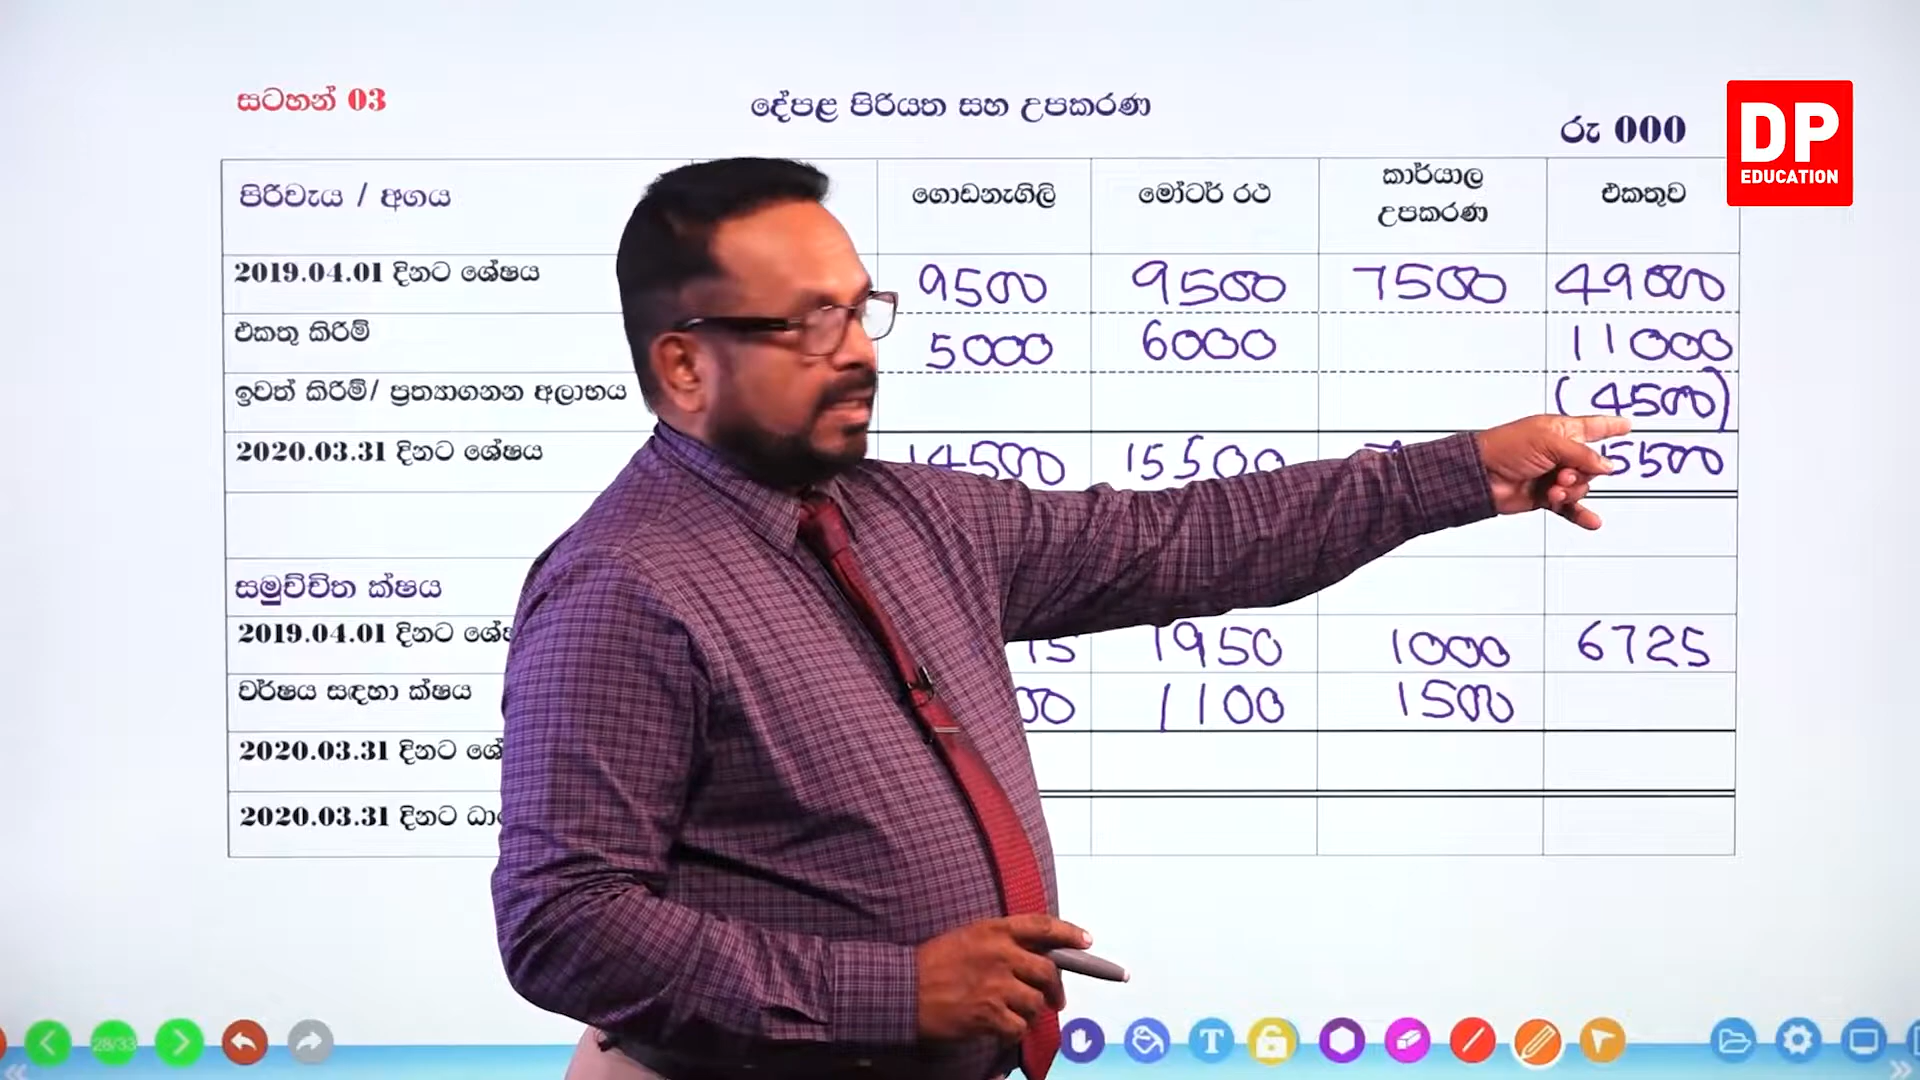 සටහන් 03
දේපළ පිරියත සහ උපකරණ
රු 000
DP
EDUCATION
පිරිවැය / අගය ගොඩනැගිලි මෝටර් රථ කාර්යාල උපකරණ එකතුව
2019.04.01 දිනට ශේෂය 9500 9500 7500 49000
එකතු කිරීම් 5000 6000 11000
ඉවත් කිරීම්/ ප්‍රත්‍යාගනන අලාභය (4500)
2020.03.31 දිනට ශේෂය 14500 15500
සමුච්චිත ක්ෂය
2019.04.01 දිනට 1950 1000 6725
වර්ෂය සඳහා ක්ෂය 1100 1500
2020.03.31 දිනට
2020.03.31 දිනට
28/33